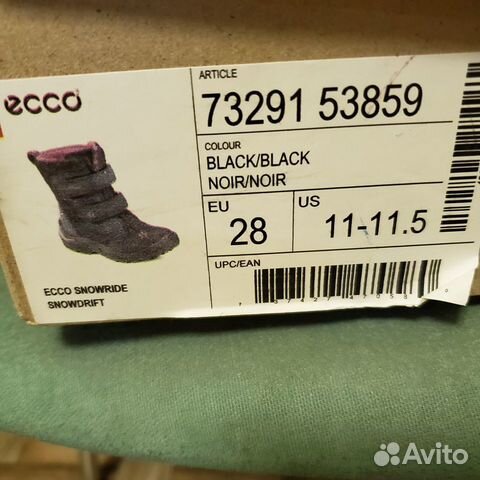 ecco
ARTICLE
73291 53859
COLOUR
BLACK/BLACK
NOIR/NOIR
EU
28
US
11-11.5
UPC/EAN
ECCO SNOWRIDE
SNOWDRIFT
Avito